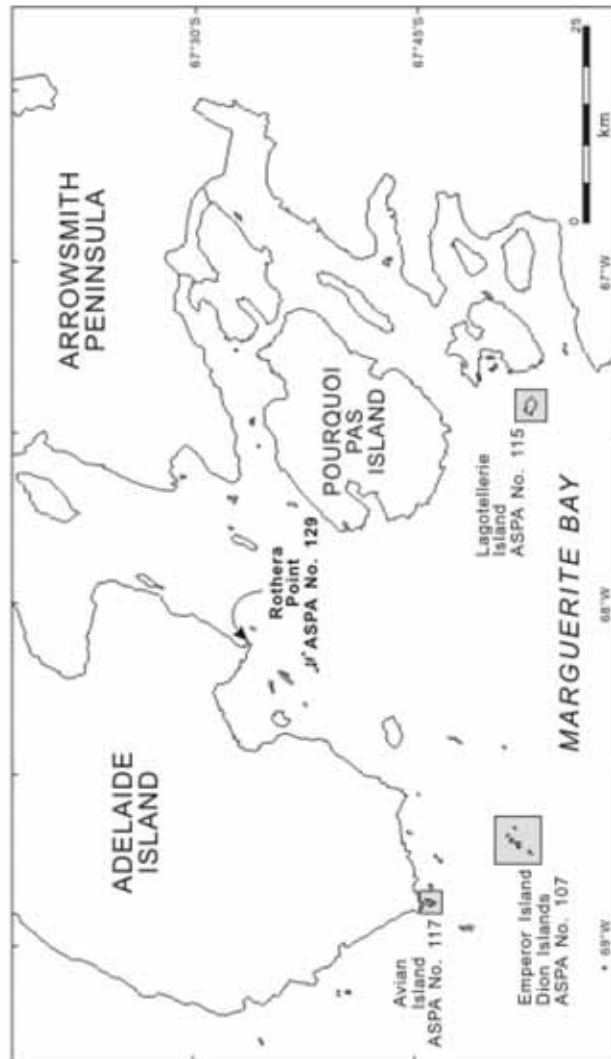 ARROWSMITH
PENINSULA
ADELAIDE
ISLAND
67°30'S
67°45'S
POURQUOI
PAS
ISLAND
Rothera
Point
ASPA No. 129
Lagotellerie
Island
ASPA No. 115
MARGUERITE BAY
Avian
Island
ASPA No. 117
Emperor Island
Dion Islands
ASPA No. 107
69°W
68°W
67°W
0
25
km